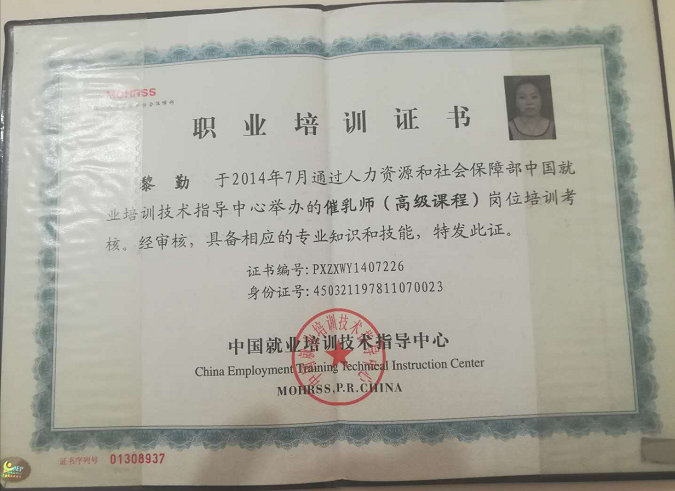 MOHRSS
职业培训证书
黎 勤 于2014年7月通过人力资源和社会保障部中国就
业培训技术指导中心举办的催乳师（高级课程）岗位培训考
核。经审核，具备相应的专业知识和技能，特发此证。
证书编号：PXZXWY1407226
身份证号：450321197811070023
中国就业培训技术指导中心
China Employment Training Technical Instruction Center
MOHRSS,P.R.CHINA
证书序列号 01308937